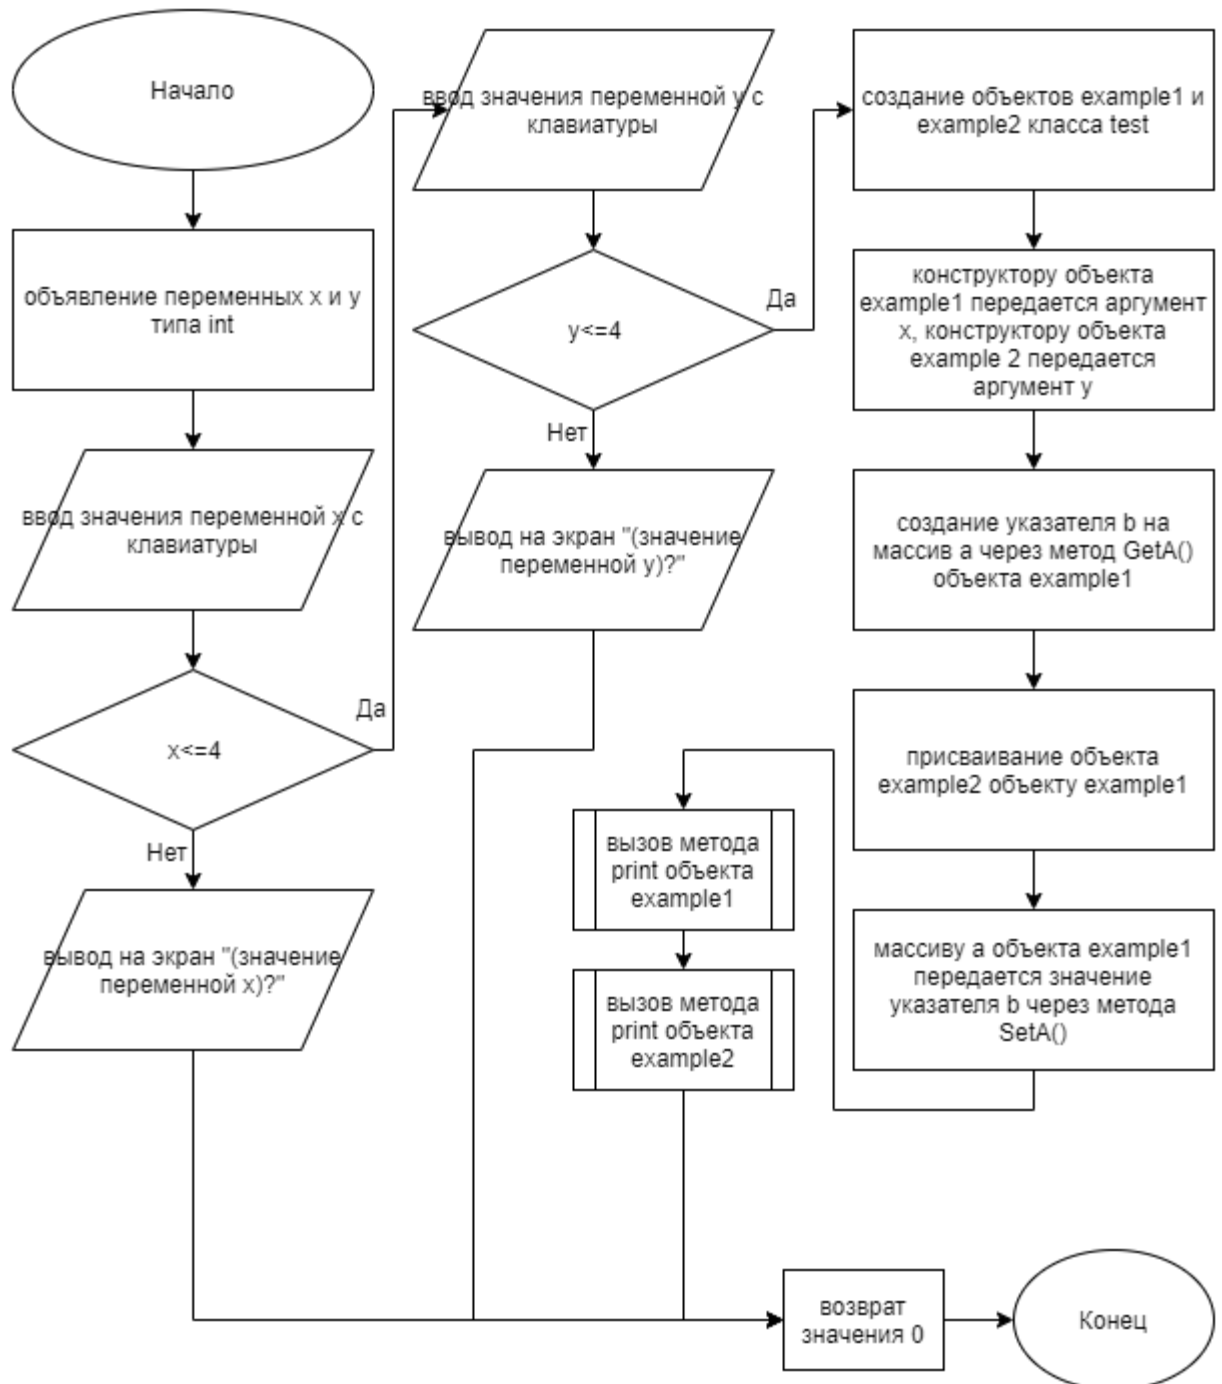 Начало
объявление переменных x и y
типа int
ввод значения переменной x с
клавиатуры
x<=4
Да
Нет
вывод на экран "(значение
переменной x)?"
ввод значения переменной y с
клавиатуры
y<=4
Да
Нет
вывод на экран "(значение
переменной y)?"
создание объектов example1 и
example2 класса test
конструктору объекта
example1 передается аргумент
x, конструктору объекта
example 2 передается
аргумент y
создание указателя b на
массив a через метод GetA()
объекта example1
присваивание объекта
example2 объекту example1
массиву a объекта example1
передается значение
указателя b через метода
SetA()
вызов метода
print объекта
example1
вызов метода
print объекта
example2
возврат
значения 0
Конец